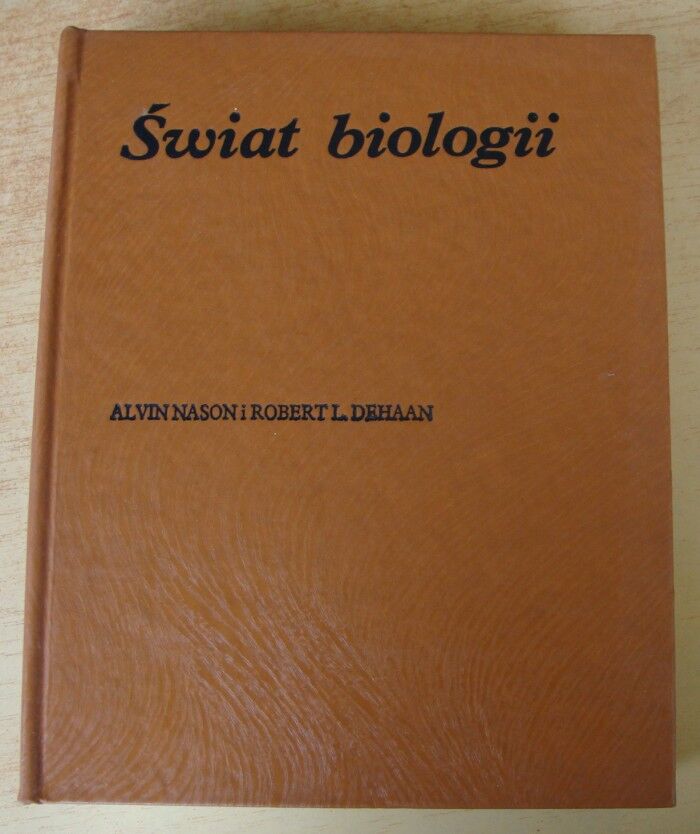 Świat biologii
ALVIN NASON i ROBERT L. DEHAAN